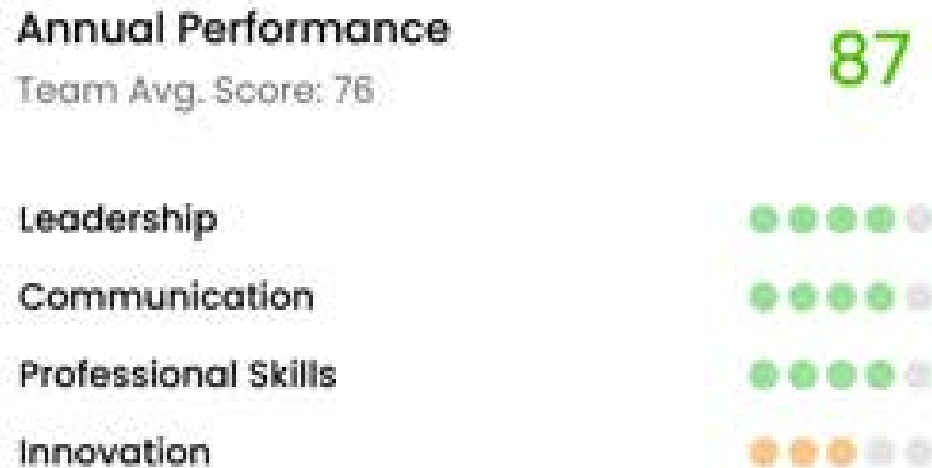 Annual Performance
87
Team Avg. Score: 76
Leadership
Communication
Professional Skills
Innovation